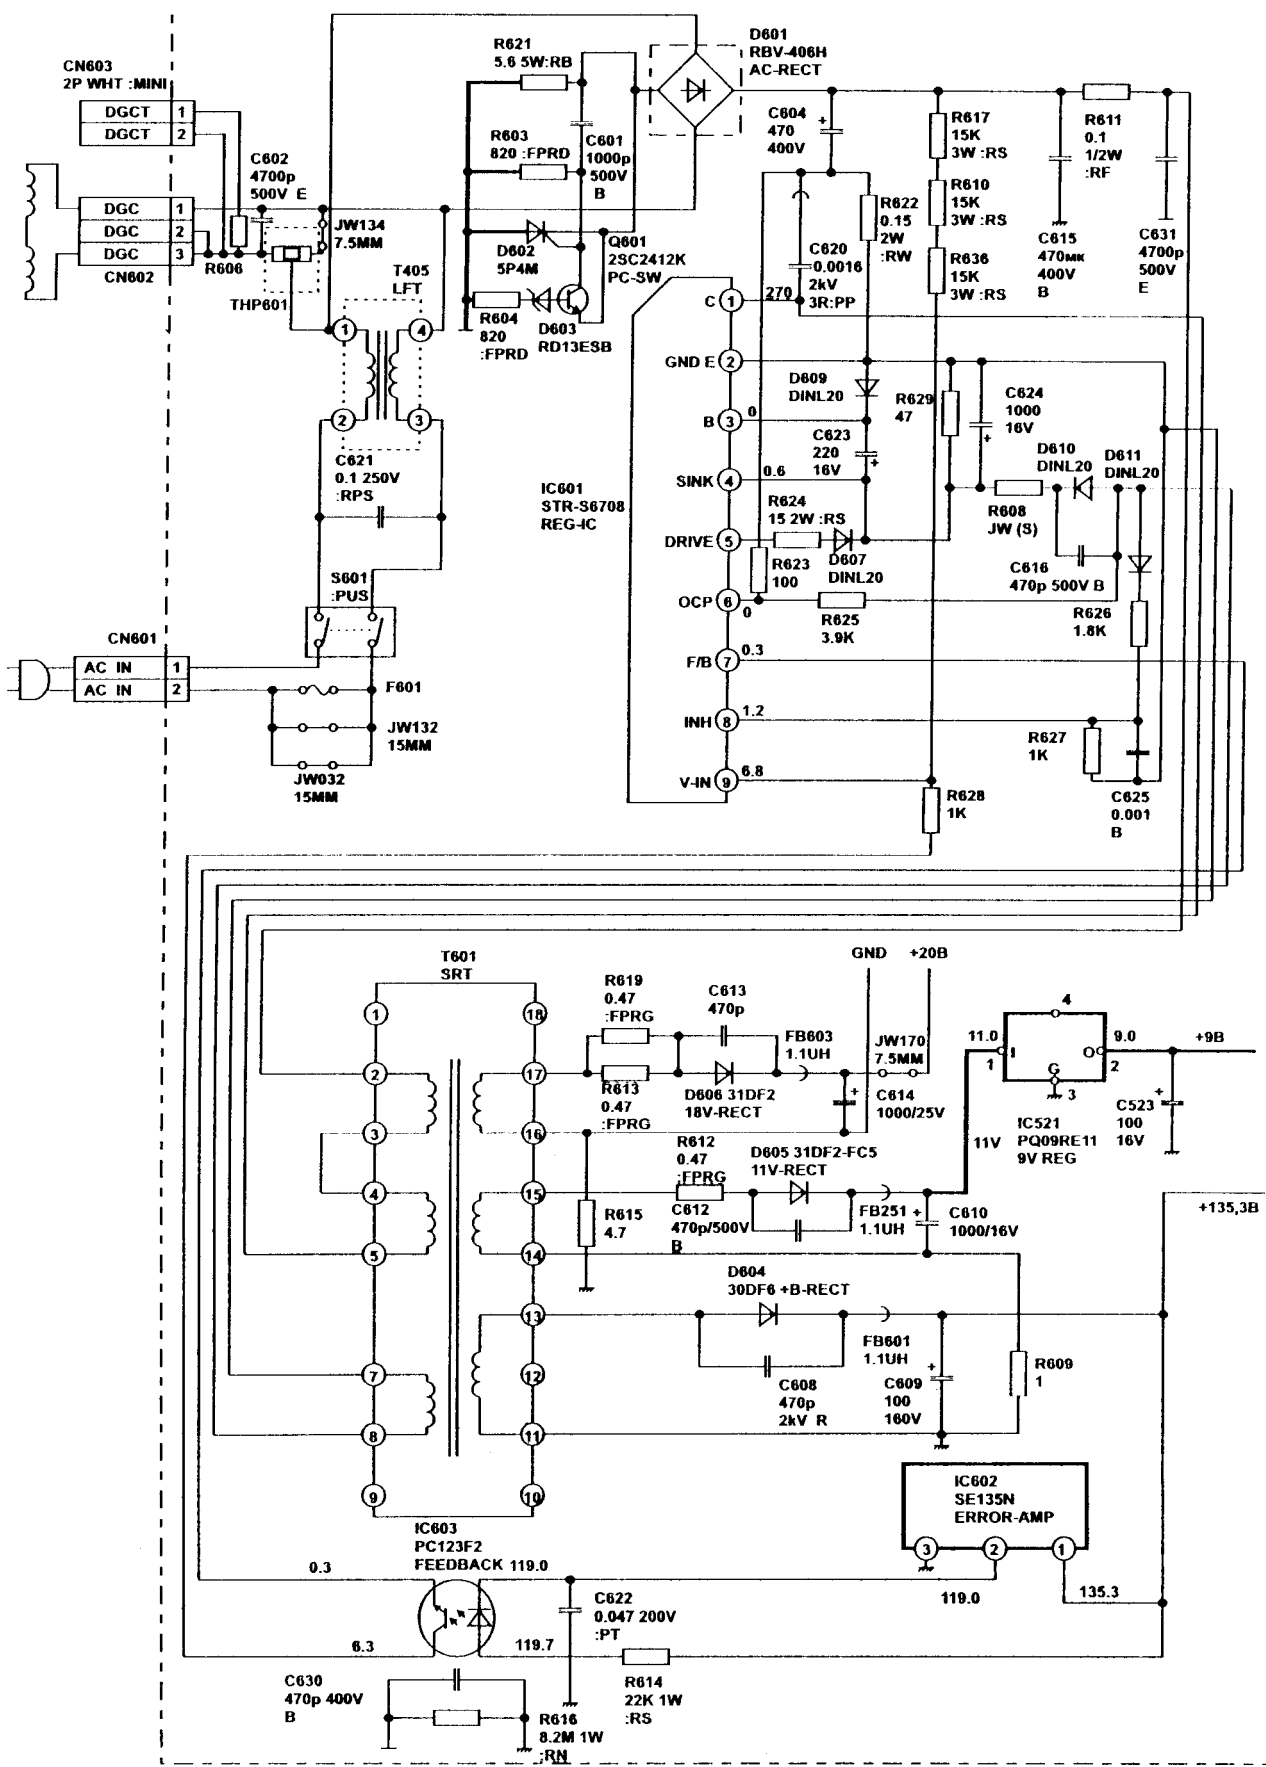 CN603
2P WHT :MINI
DGCT 1
DGCT 2
C602
4700p
500V E
DGC 1
DGC 2
DGC 3
CN602
R606
THP601
JW134
7.5MM
T405
LFT
1
4
2
3
C621
0.1 250V
:RPS
S601
:PUS
CN601
AC IN 1
AC IN 2
F601
JW132
15MM
JW032
15MM
R621
5.6 5W:RB
R603
820 :FPRD
C601
1000p
500V
B
D602
5P4M
Q601
2SC2412K
PC-SW
R604
820
:FPRD
D603
RD13ESB
D601
RBV-406H
AC-RECT
C604
470
400V
+
R617
15K
3W :RS
R610
15K
3W :RS
R636
15K
3W :RS
R611
0.1
1/2W
:RF
C615
470мк
400V
B
C631
4700p
500V
E
R622
0.15
2W
:RW
C620
0.0016
2kV
3R:PP
IC601
STR-S6708
REG-IC
C 1 270
GND E 2
B 3 0
SINK 4 0.6
DRIVE 5
OCP 6 0
F/B 7 0.3
INH 8 1.2
V-IN 9 6.8
D609
DINL20
C623
220
16V
+
R624
15 2W :RS
R623
100
D607
DINL20
R625
3.9K
R629
47
C624
1000
16V
+
D610
DINL20
D611
DINL20
R608
JW (S)
C616
470p 500V B
R626
1.8K
R627
1K
C625
0.001
B
R628
1K
T601
SRT
1
2
3
4
5
7
8
9
18
17
16
15
14
13
12
11
10
R619
0.47
:FPRG
R613
0.47
:FPRG
C613
470p
D606 31DF2
18V-RECT
FB603
1.1UH
GND +20B
JW170
7.5MM
+
C614
1000/25V
R612
0.47
:FPRG
D605 31DF2-FC5
11V-RECT
R615
4.7
C612
470p/500V
B
FB251
1.1UH
+
C610
1000/16V
11V
11.0
1
I
O
G
4
3
9.0
2
+9B
IC521
PQ09RE11
9V REG
C523
100
16V
+
+135,3B
D604
30DF6 +B-RECT
C608
470p
2kV R
FB601
1.1UH
C609
100
160V
+
R609
1
IC602
SE135N
ERROR-AMP
3 2 1
119.0
135.3
IC603
PC123F2
FEEDBACK 119.0
0.3
6.3
119.7
C622
0.047 200V
:PT
R614
22K 1W
:RS
C630
470p 400V
B
R616
8.2M 1W
:RN